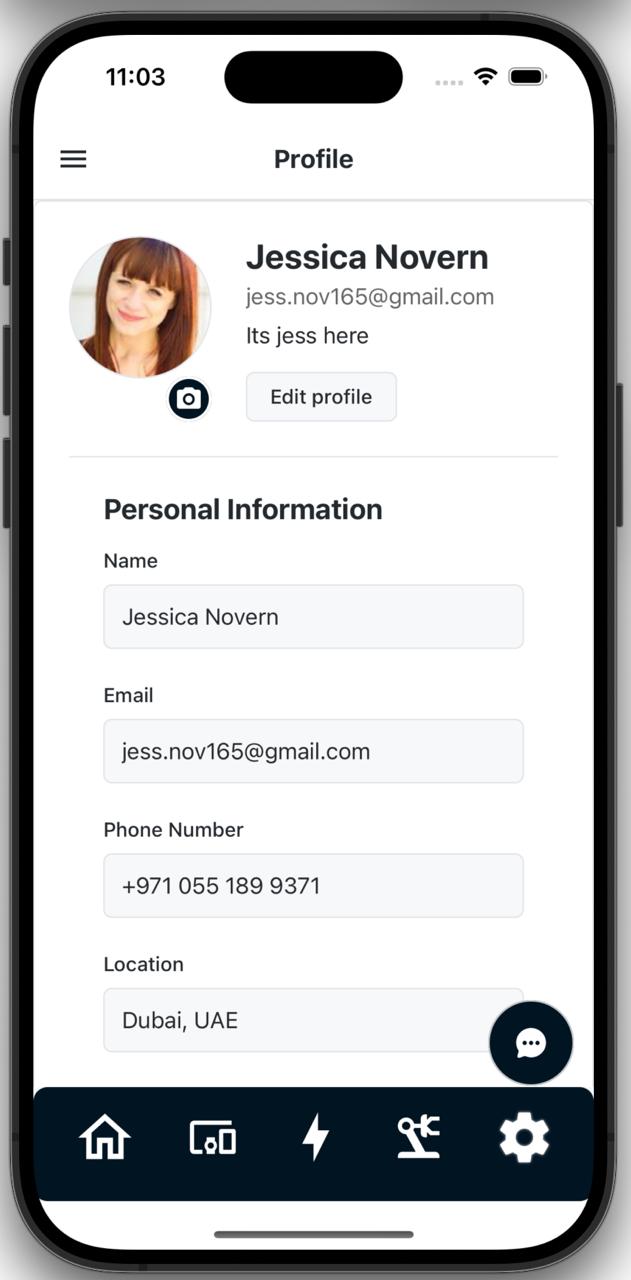 11:03
Profile
Jessica Novern
jess.nov165@gmail.com
Its jess here
Edit profile
Personal Information
Name
Jessica Novern
Email
jess.nov165@gmail.com
Phone Number
+971 055 189 9371
Location
Dubai, UAE